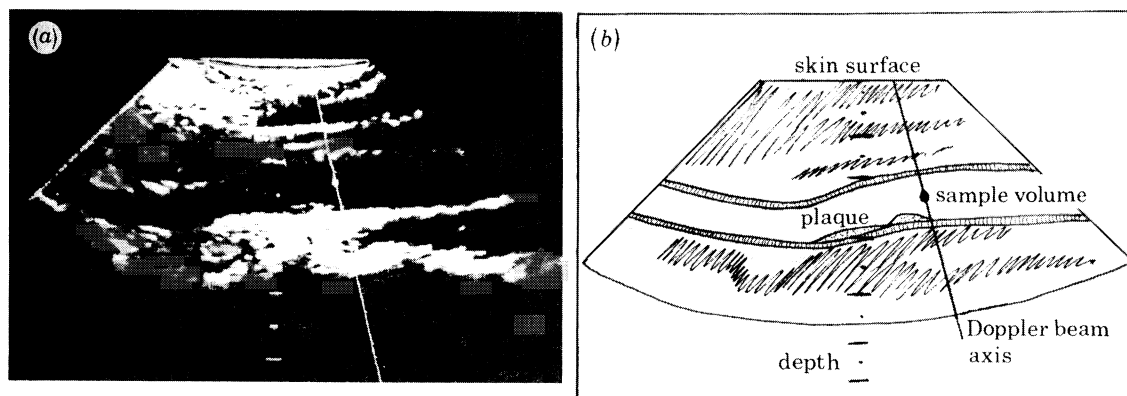 (a)
(b)
skin surface
sample volume
plaque
Doppler beam
axis
depth